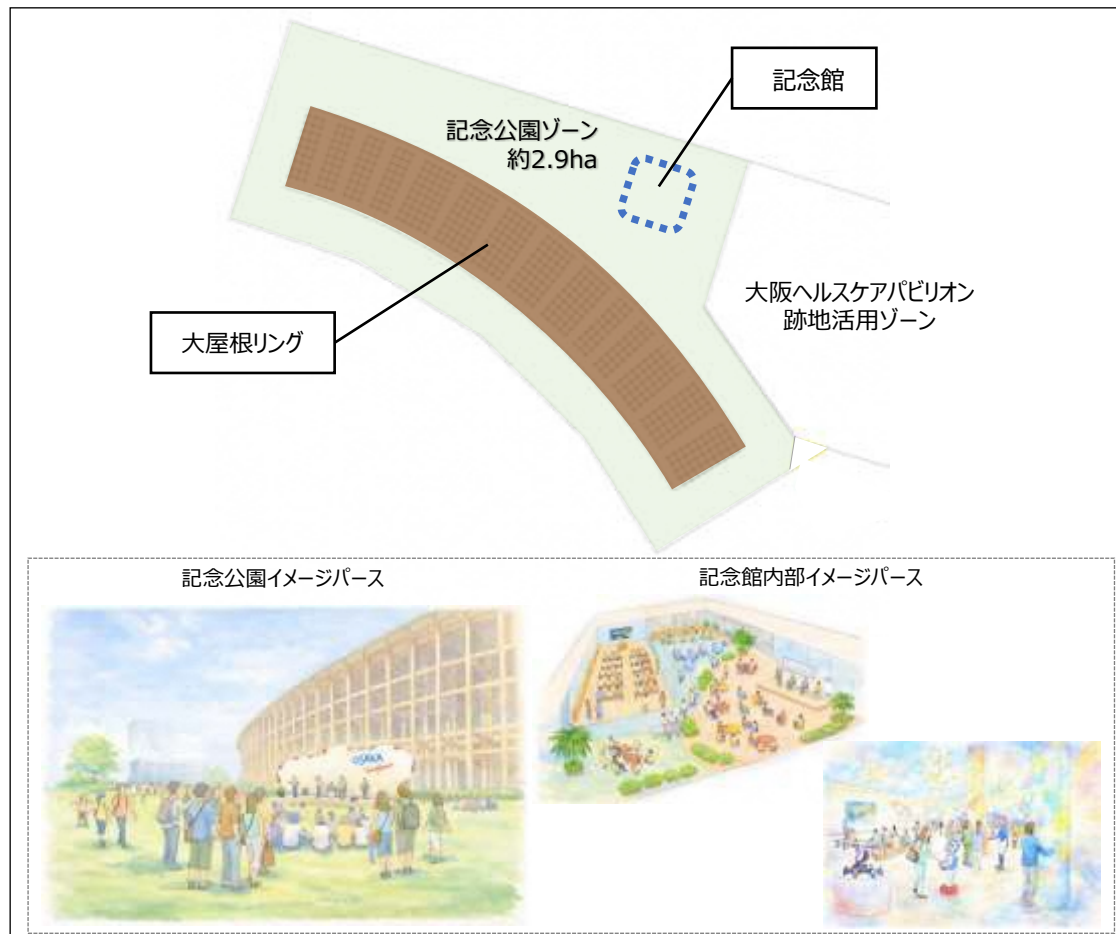 記念館
記念公園ゾーン
約2.9ha
大阪ヘルスケアパビリオン
跡地活用ゾーン
大屋根リング
記念公園イメージパース
記念館内部イメージパース
OSAKA